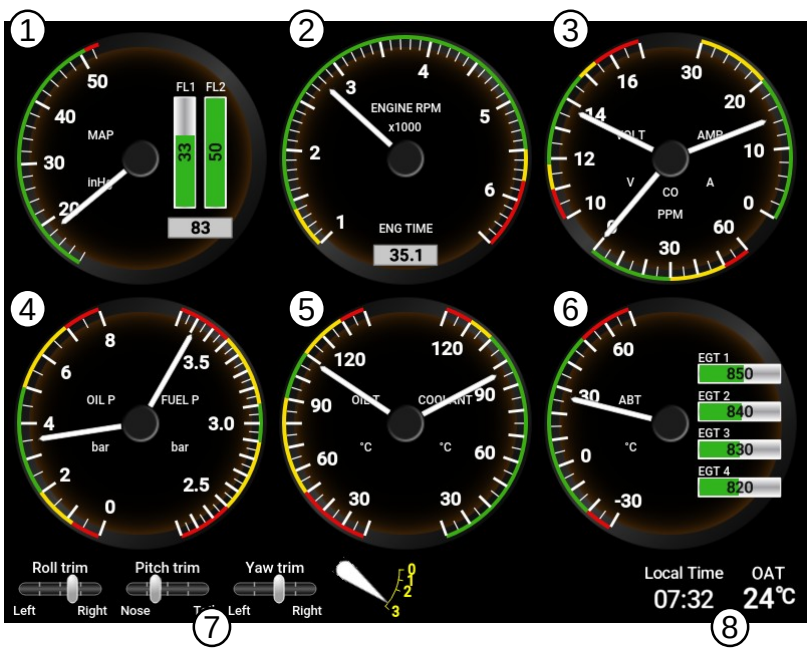 1
2
3
50
40
MAP
30
inHg
20
FL1 FL2
33
50
83
3
4
ENGINE RPM
x1000
5
2
6
1
ENG TIME
35.1
16
30
14
20
VOLT
AMP
12
10
V
CO
A
PPM
10
0
0
60
30
4
5
6
8
6
OIL P
4
bar
2
0
3.5
FUEL P
3.0
bar
2.5
120
OIL T
90
°C
60
30
120
COOLANT
90
°C
60
30
60
30
ABT
°C
0
-30
EGT 1
850
EGT 2
840
EGT 3
830
EGT 4
820
Roll trim
Left Right
Pitch trim
Nose
Yaw trim
Left Right
0
1
2
3
Local Time
07:32
OAT
24°C
7
8